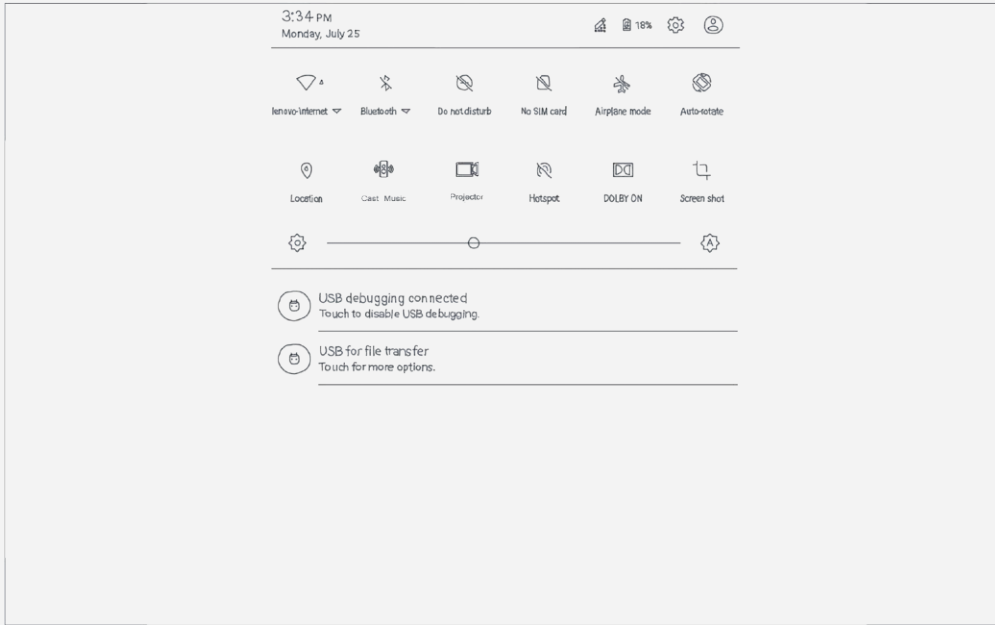 3:34 PM
Monday, July 25
18%
lenovo-internet
Bluetooth
Do not disturb
No SIM card
Airplane mode
Auto-rotate
Location
Cast Music
Projector
Hotspot
DOLBY ON
Screen shot
A
USB debugging connected
Touch to disable USB debugging.
USB for file transfer
Touch for more options.